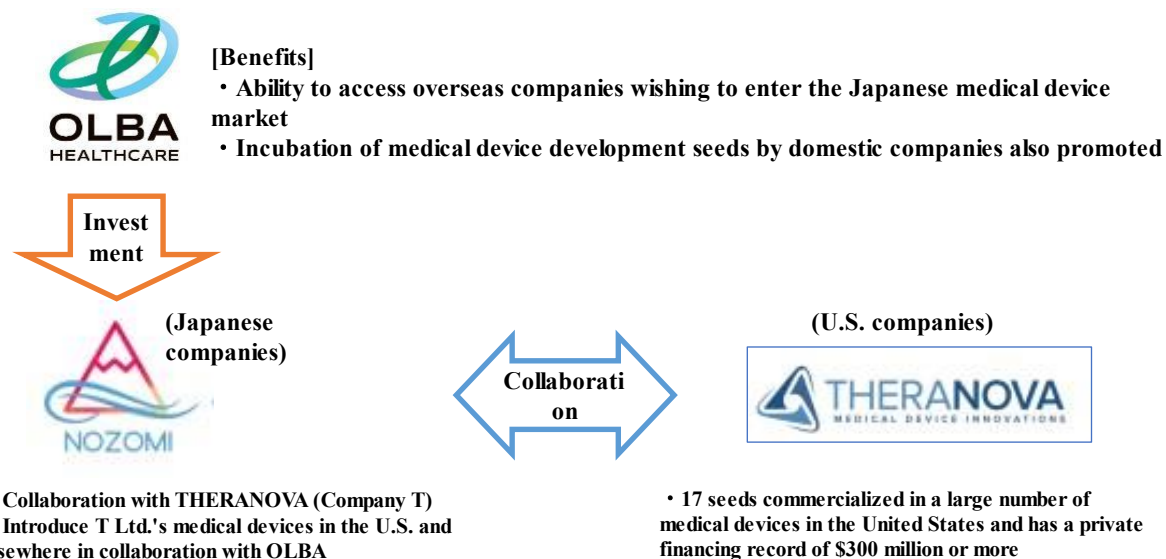 [Benefits]
・Ability to access overseas companies wishing to enter the Japanese medical device
market
・Incubation of medical device development seeds by domestic companies also promoted
OLBA
HEALTHCARE
Invest
ment
(Japanese
companies)
NOZOMI
Collaborati
on
(U.S. companies)
THERANOVA
MEDICAL DEVICE INNOVATIONS
Collaboration with THERANOVA (Company T)
Introduce T Ltd.'s medical devices in the U.S. and
sewhere in collaboration with OLBA
・17 seeds commercialized in a large number of
medical devices in the United States and has a private
financing record of $300 million or more